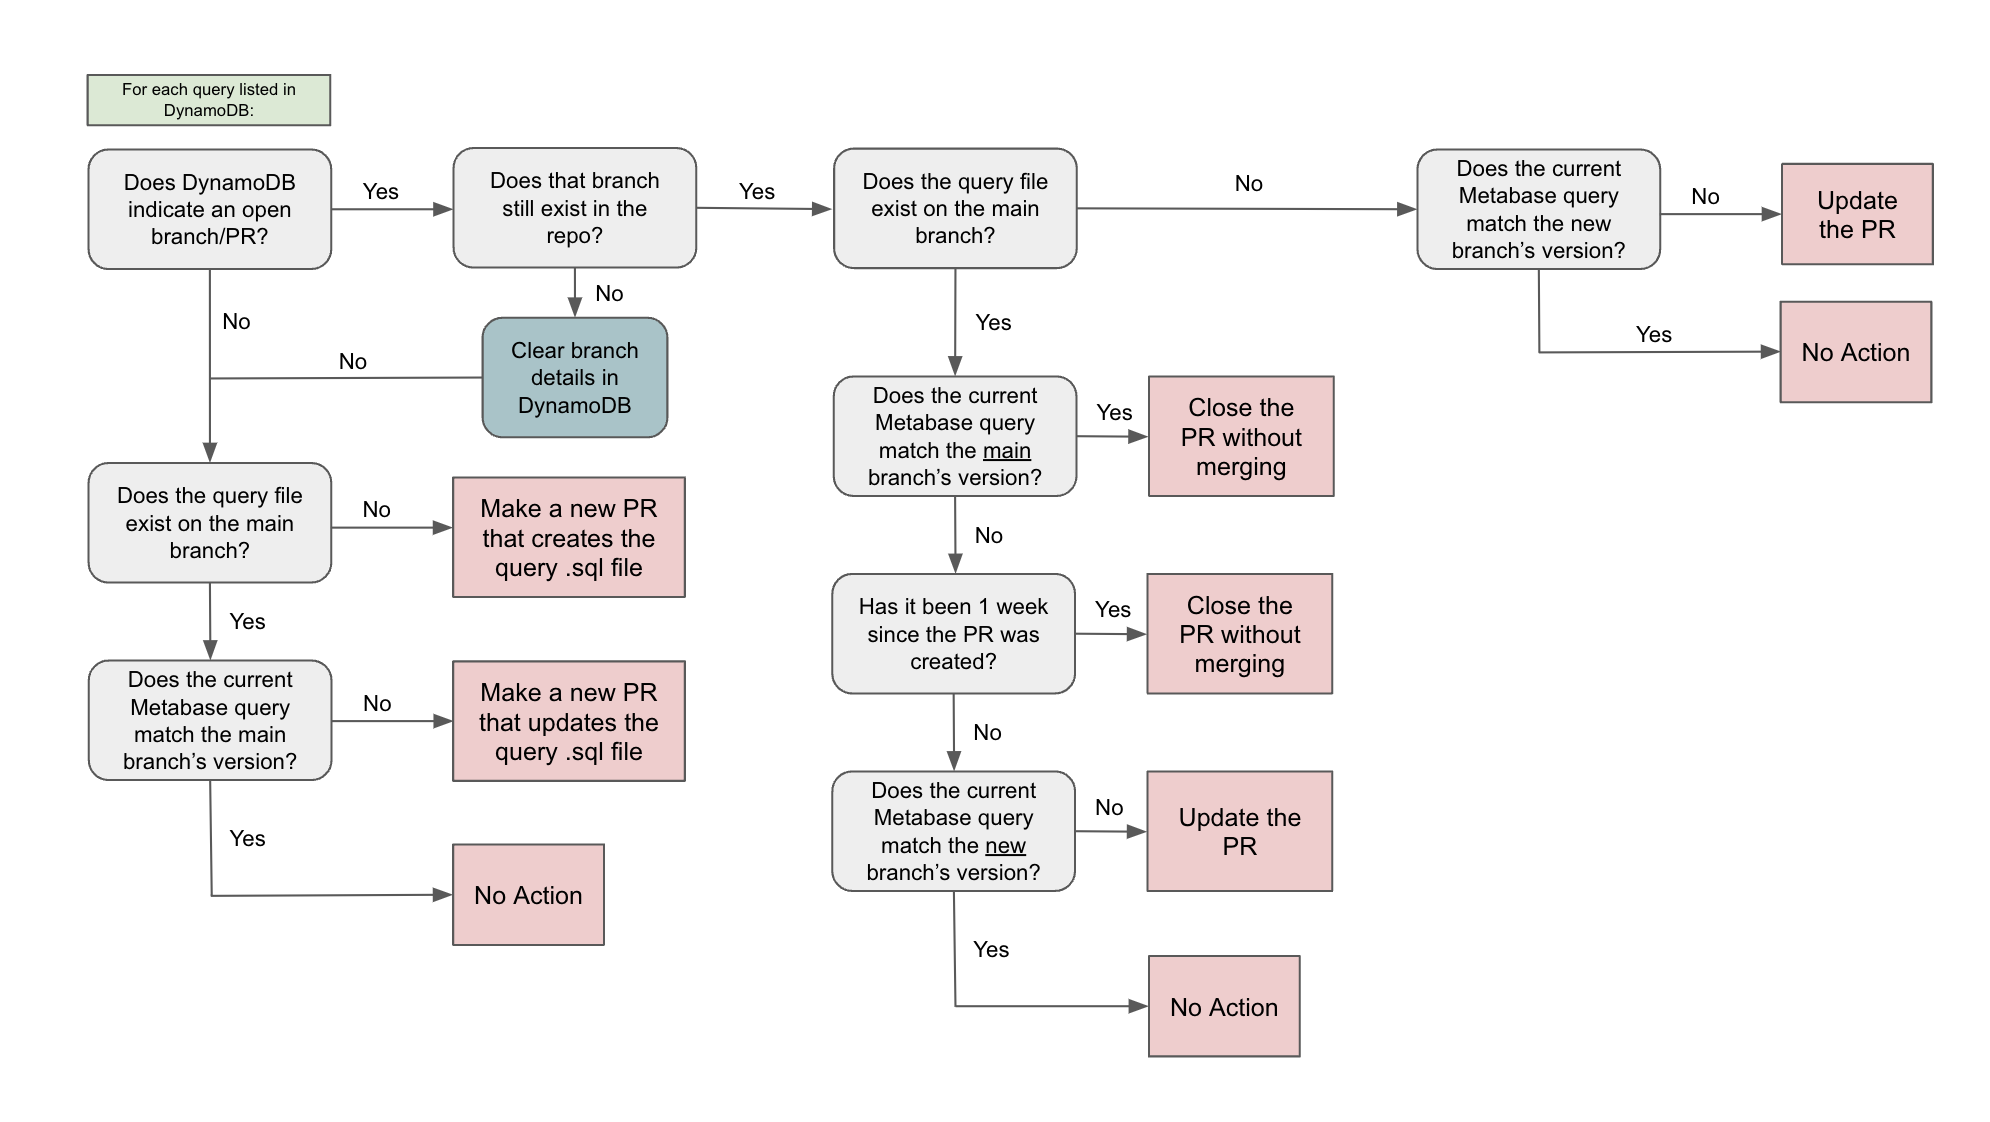 For each query listed in
DynamoDB:
Does DynamoDB
indicate an open
branch/PR?
Yes
Does that branch
still exist in the
repo?
Yes
Does the query file
exist on the main
branch?
No
Does the current
Metabase query
match the new
branch’s version?
No
Update
the PR
No
No
Yes
Yes
No Action
Clear branch
details in
DynamoDB
No
Does the current
Metabase query
match the main
branch’s version?
Yes
Close the
PR without
merging
Does the query file
exist on the main
branch?
No
Make a new PR
that creates the
query .sql file
No
Has it been 1 week
since the PR was
created?
Yes
Close the
PR without
merging
Yes
Does the current
Metabase query
match the main
branch’s version?
No
Make a new PR
that updates the
query .sql file
No
Does the current
Metabase query
match the new
branch’s version?
No
Update the
PR
Yes
No Action
Yes
No Action